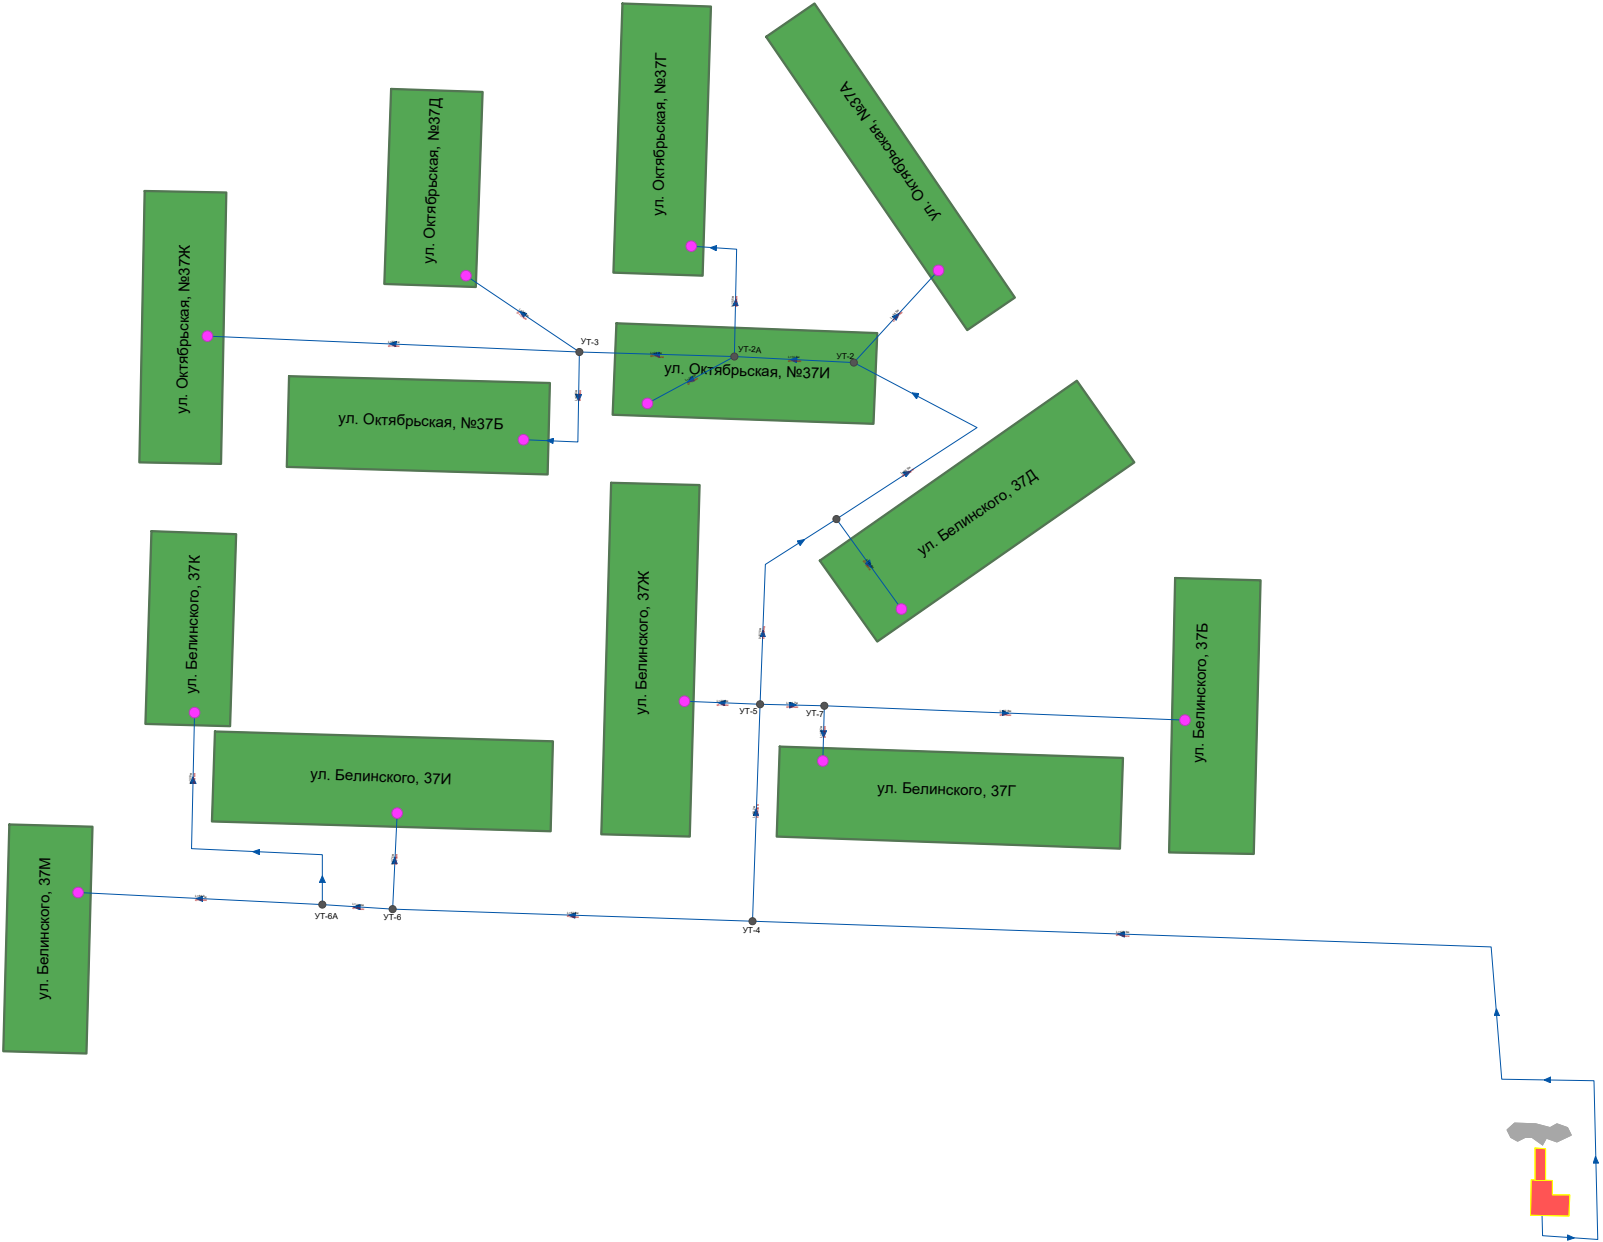 ул. Октябрьская, №37Г
ул. Октябрьская, №37А
ул. Октябрьская, №37Д
ул. Октябрьская, №37Ж
УТ-3
УТ-2А
УТ-2
ул. Октябрьская, №37И
ул. Октябрьская, №37Б
ул. Белинского, 37Д
ул. Белинского, 37К
ул. Белинского, 37Ж
ул. Белинского, 37Б
УТ-5
УТ-7
ул. Белинского, 37И
ул. Белинского, 37Г
ул. Белинского, 37М
УТ-6А
УТ-6
УТ-4